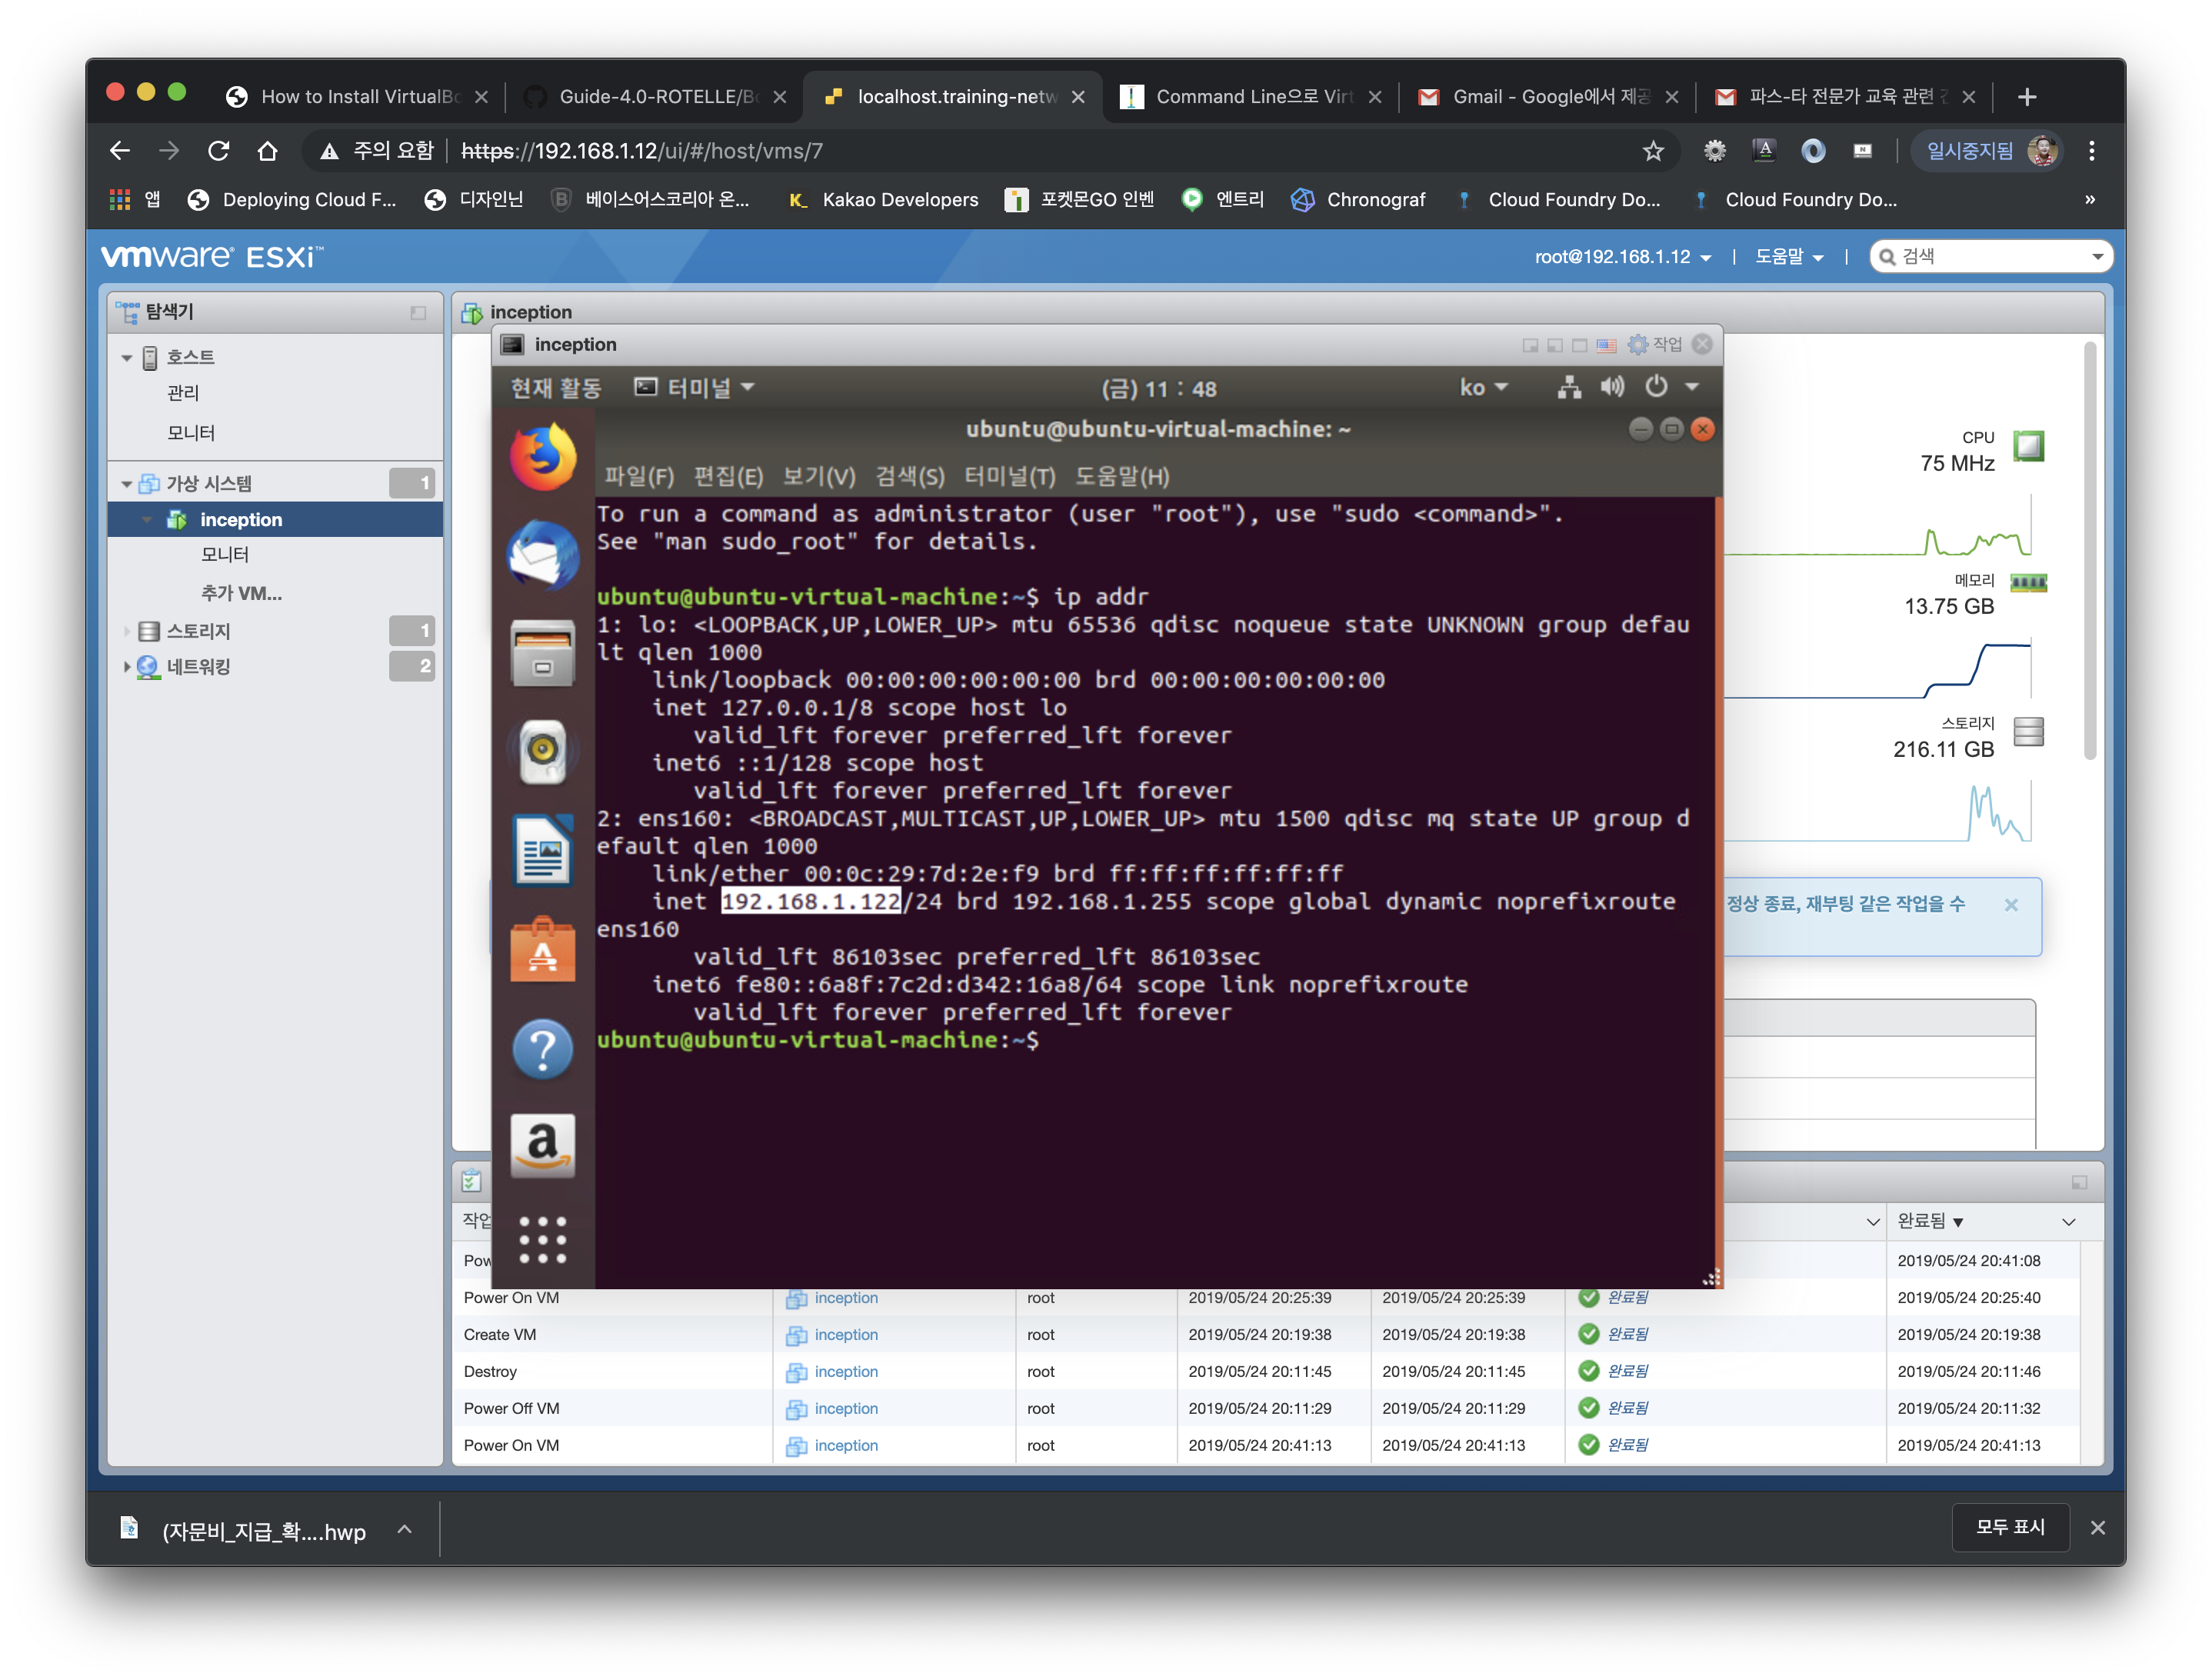 How to Install VirtualBo
Guide-4.0-ROTELLE/Bo
localhost.training-netw
Command Line으로 Virt
Gmail - Google에서 제공
파스-타 전문가 교육 관련
주의 요함
https://192.168.1.12/ui/#/host/vms/7
일시중지됨
앱
Deploying Cloud F...
디자인닌
베이스어스코리아 온...
K_ Kakao Developers
포켓몬GO 인벤
엔트리
Chronograf
Cloud Foundry Do...
Cloud Foundry Do...
»
vmware® ESXi™
root@192.168.1.12
도움말
검색
탐색기
호스트
관리
모니터
가상 시스템 1
inception
모니터
추가 VM...
스토리지 1
네트워킹 2
inception
inception
작업
현재 활동
터미널
(금) 11 : 48
ko
ubuntu@ubuntu-virtual-machine: ~
파일(F) 편집(E) 보기(V) 검색(S) 터미널(T) 도움말(H)
To run a command as administrator (user "root"), use "sudo <command>".
See "man sudo_root" for details.
ubuntu@ubuntu-virtual-machine:~$ ip addr
1: lo: <LOOPBACK,UP,LOWER_UP> mtu 65536 qdisc noqueue state UNKNOWN group defau
lt qlen 1000
link/loopback 00:00:00:00:00:00 brd 00:00:00:00:00:00
inet 127.0.0.1/8 scope host lo
valid_lft forever preferred_lft forever
inet6 ::1/128 scope host
valid_lft forever preferred_lft forever
2: ens160: <BROADCAST,MULTICAST,UP,LOWER_UP> mtu 1500 qdisc mq state UP group d
efault qlen 1000
link/ether 00:0c:29:7d:2e:f9 brd ff:ff:ff:ff:ff:ff
inet 192.168.1.122/24 brd 192.168.1.255 scope global dynamic noprefixroute
ens160
valid_lft 86103sec preferred_lft 86103sec
inet6 fe80::6a8f:7c2d:d342:16a8/64 scope link noprefixroute
valid_lft forever preferred_lft forever
ubuntu@ubuntu-virtual-machine:~$
CPU
75 MHz
메모리
13.75 GB
스토리지
216.11 GB
정상 종료, 재부팅 같은 작업을 수
작업
완료됨 ▼
Pow 2019/05/24 20:41:08
Power On VM inception root 2019/05/24 20:25:39 2019/05/24 20:25:39 완료됨 2019/05/24 20:25:40
Create VM inception root 2019/05/24 20:19:38 2019/05/24 20:19:38 완료됨 2019/05/24 20:19:38
Destroy inception root 2019/05/24 20:11:45 2019/05/24 20:11:45 완료됨 2019/05/24 20:11:46
Power Off VM inception root 2019/05/24 20:11:29 2019/05/24 20:11:29 완료됨 2019/05/24 20:11:32
Power On VM inception root 2019/05/24 20:41:13 2019/05/24 20:41:13 완료됨 2019/05/24 20:41:13
(자문비_지급_확....hwp
모두 표시